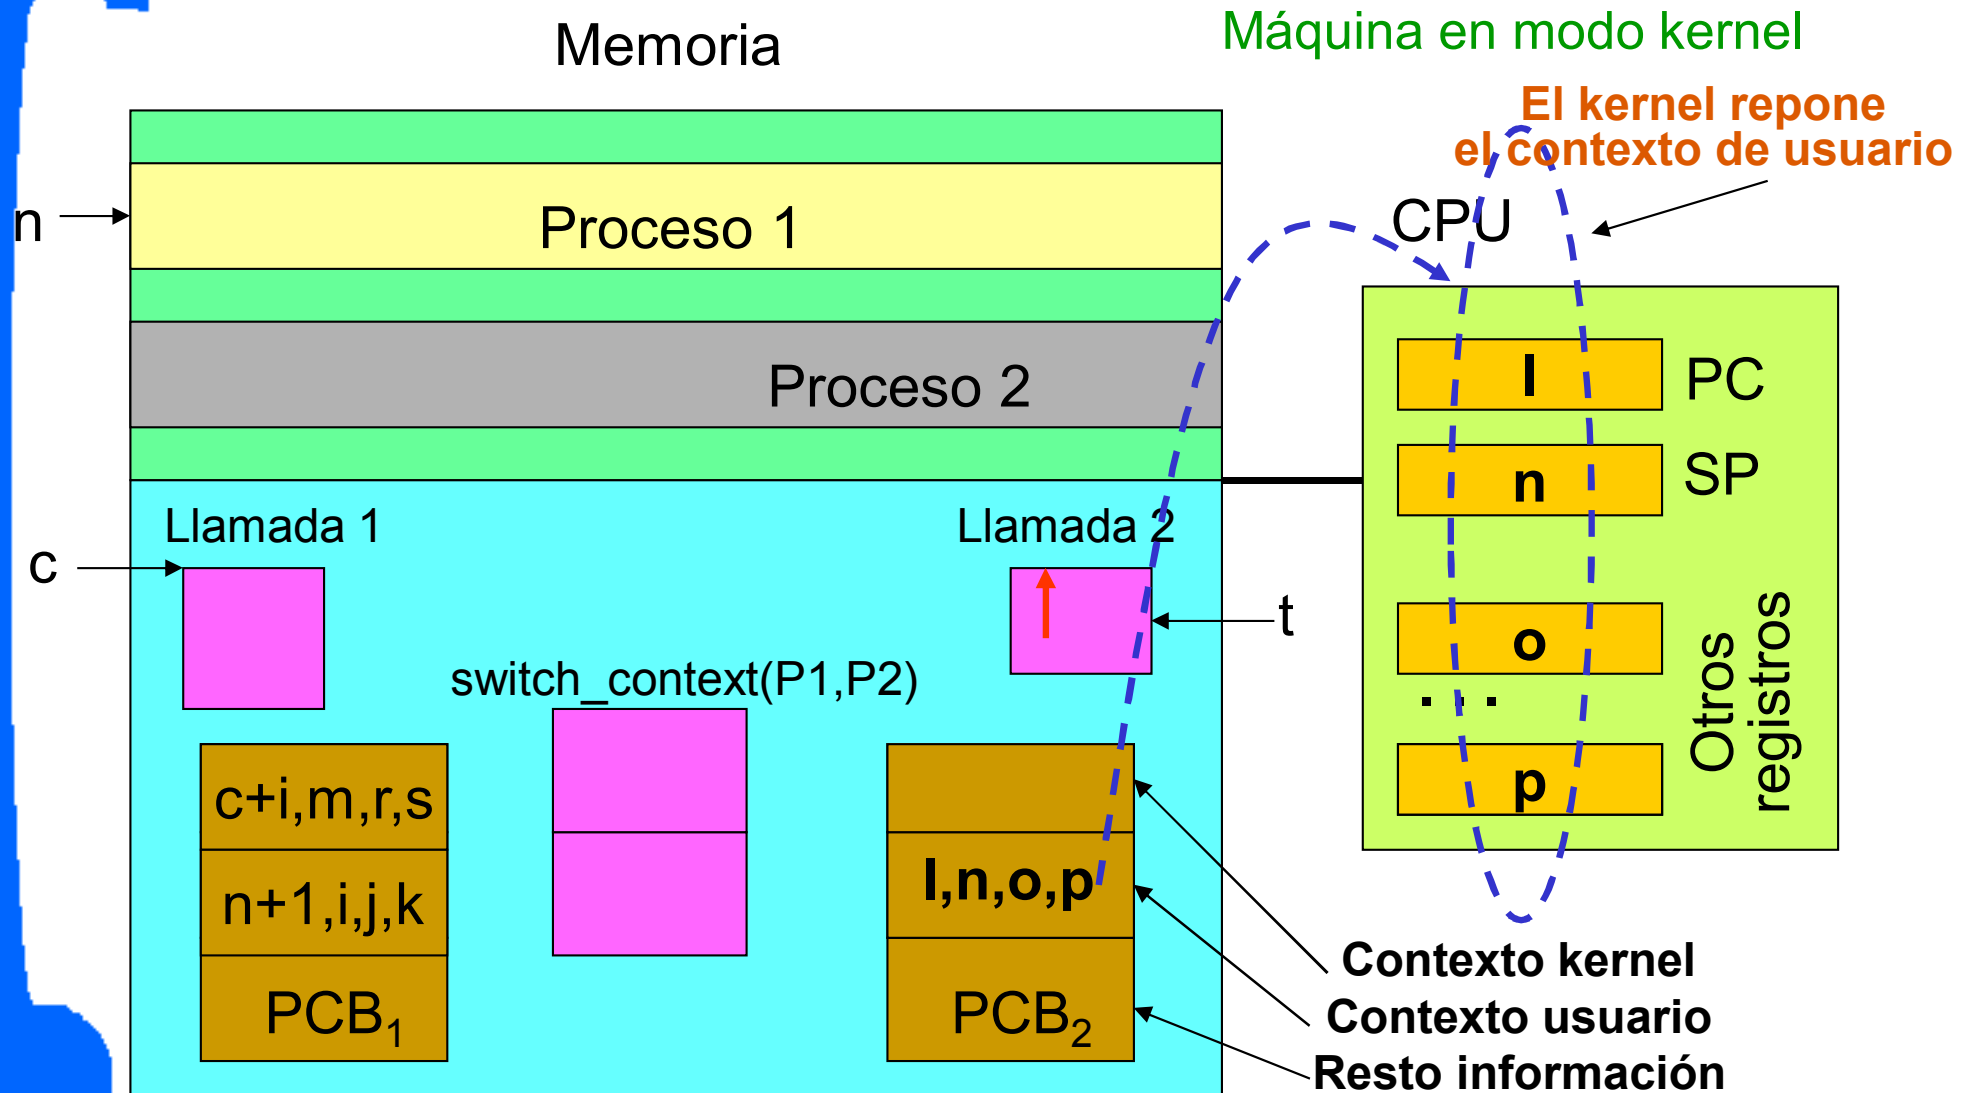 Memoria
Máquina en modo kernel
El kernel repone
el contexto de usuario
n
Proceso 1
CPU
Proceso 2
l
PC
n
SP
Llamada 1
Llamada 2
c
t
o
...
p
Otros
registros
switch_context(P1,P2)
c+i,m,r,s
n+1,i,j,k
PCB₁
l,n,o,p
PCB₂
Contexto kernel
Contexto usuario
Resto información